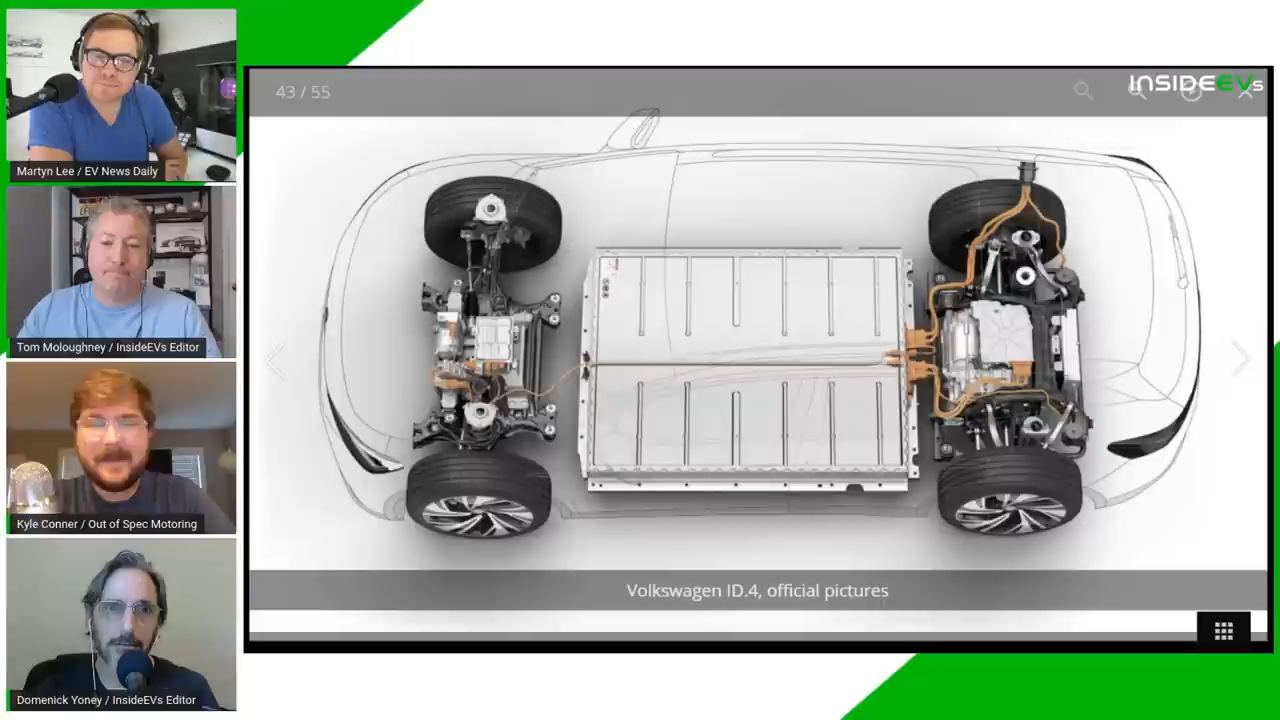 Martyn Lee / EV News Daily
Tom Moloughney / InsideEVs Editor
Kyle Conner / Out of Spec Motoring
Domenick Yoney / InsideEVs Editor
43 / 55
INSIDEEVs
Volkswagen ID.4, official pictures